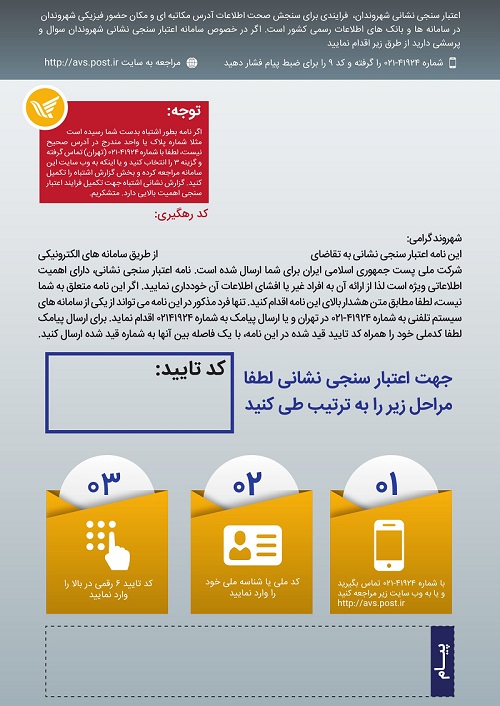 اعتبار سنجی نشانی شهروندان، فرایندی برای سنجش صحت اطلاعات آدرس مکاتبه ای و مکان حضور فیزیکی شهروندان
در سامانه ها و بانک های اطلاعات رسمی کشور است. اگر در خصوص سامانه اعتبار سنجی نشانی شهروندان سوال و
پرسشی دارید از طرق زیر اقدام نمایید
شماره ۴۱۹۲۴-۰۲۱ را گرفته و کد ۹ را برای ضبط پیام فشار دهید
مراجعه به سایت http://avs.post.ir
توجه:
اگر نامه بطور اشتباه بدست شما رسیده است
مثلا شماره پلاک یا واحد مندرج در آدرس صحیح
نیست، لطفا با شماره ۴۱۹۲۴-۰۲۱ (تهران) تماس گرفته
و گزینه ۳ را انتخاب کنید و یا اینکه به وب سایت این
سامانه مراجعه کرده و بخش گزارش اشتباه را تکمیل
کنید. گزارش نشانی اشتباه جهت تکمیل فرایند اعتبار
سنجی اهمیت بالایی دارد. متشکریم.
کد رهگیری:
شهروند گرامی:
این نامه اعتبار سنجی نشانی به تقاضای از طریق سامانه های الکترونیکی
شرکت ملی پست جمهوری اسلامی ایران برای شما ارسال شده است. نامه اعتبار سنجی نشانی، دارای اهمیت
اطلاعاتی ویژه است لذا از ارائه آن به افراد غیر یا افشای اطلاعات آن خودداری نمایید. اگر این نامه متعلق به شما
نیست، لطفا مطابق متن هشدار بالای این نامه اقدام کنید. تنها فرد مذکور در این نامه می تواند از یکی از سامانه های
سیستم تلفنی به شماره ۴۱۹۲۴-۰۲۱ در تهران و یا ارسال پیامک به شماره ۰۲۱۴۱۹۲۴ اقدام نماید. برای ارسال پیامک
لطفا کدملی خود را همراه کد تایید قید شده در این نامه، با یک فاصله بین آنها به شماره قید شده ارسال کنید.
جهت اعتبار سنجی نشانی لطفا
مراحل زیر را به ترتیب طی کنید
کد تایید:
۰۱
با شماره ۴۱۹۲۴-۰۲۱ تماس بگیرید
و یا به وب سایت زیر مراجعه کنید
http://avs.post.ir
۰۲
کد ملی یا شناسه ملی خود
را وارد نمایید
۰۳
کد تایید ۶ رقمی در بالا را
وارد نمایید
پیام